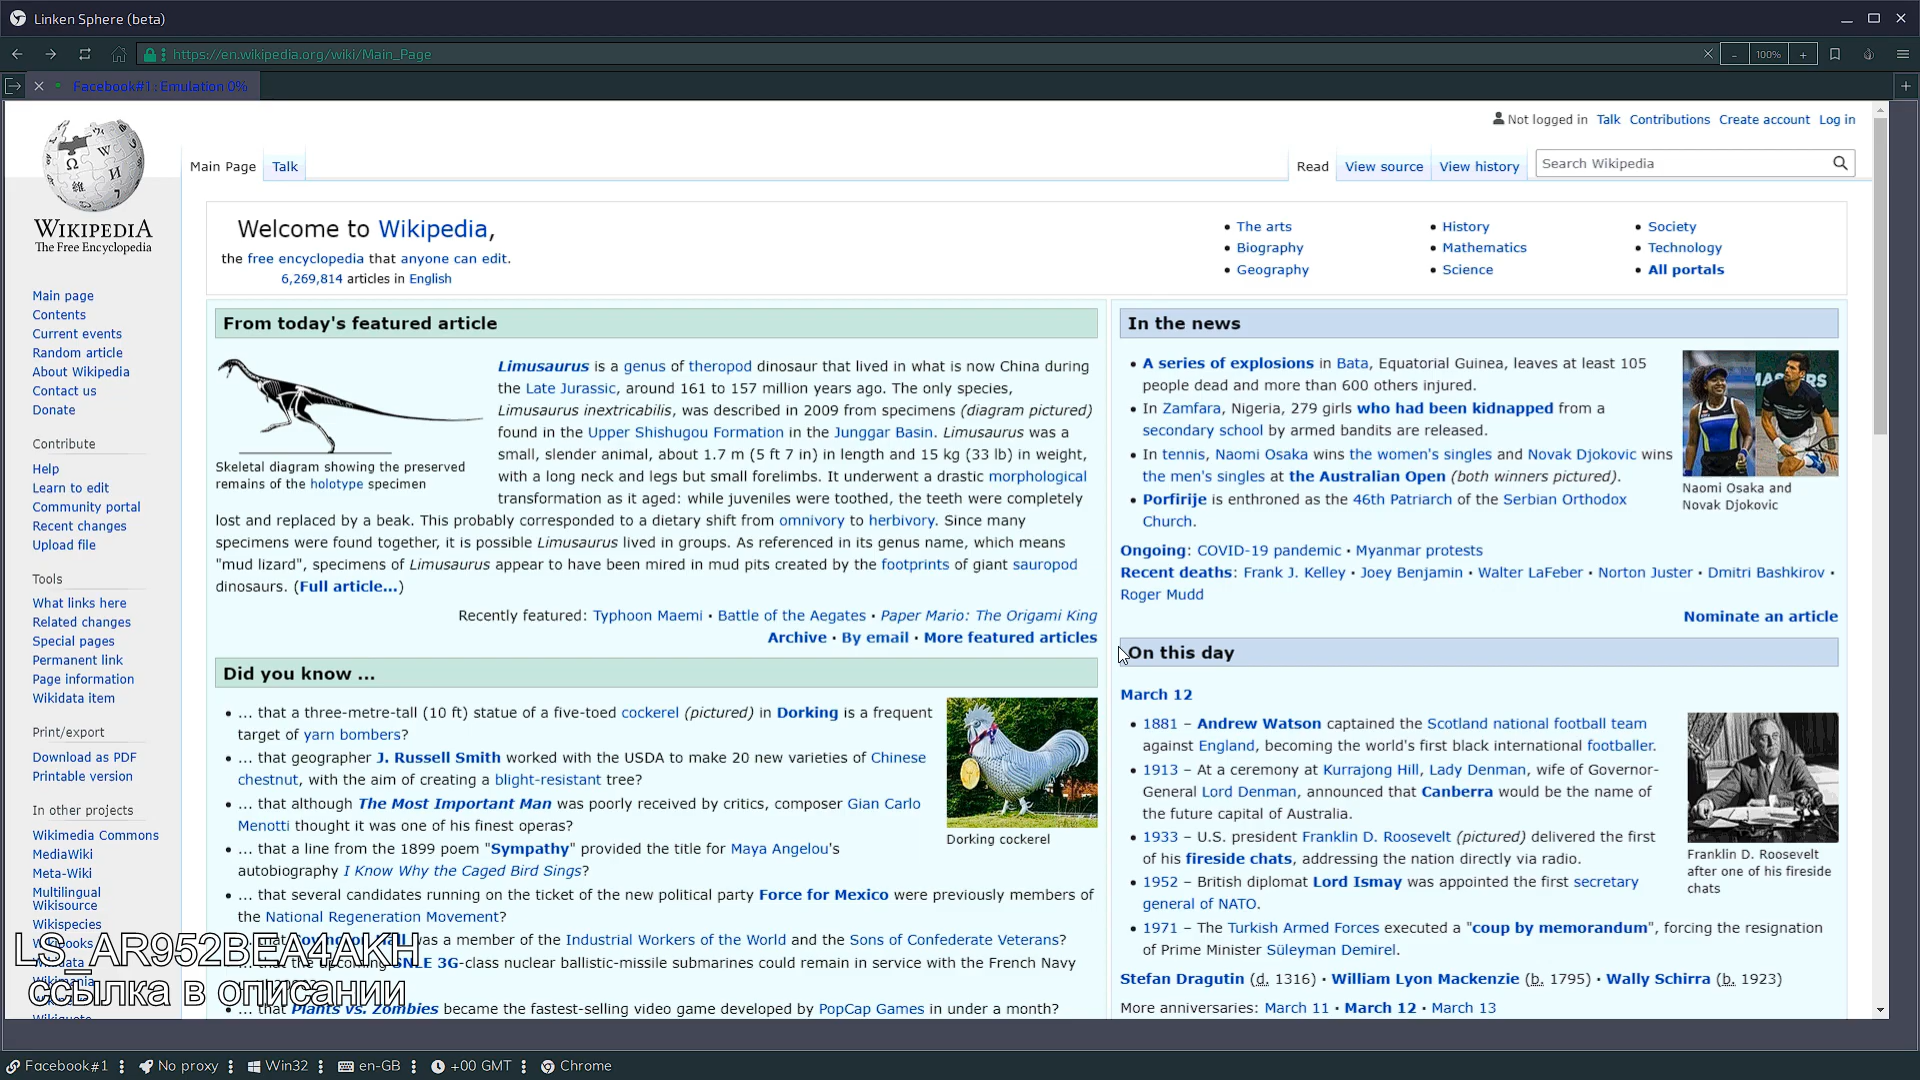 Linken Sphere (beta)
https://en.wikipedia.org/wiki/Main_Page
100%
Facebook#1 : Emulation 0%
WIKIPEDIA
The Free Encyclopedia
Not logged in Talk Contributions Create account Log in
Main Page Talk
Read View source View history
Search Wikipedia
Welcome to Wikipedia,
the free encyclopedia that anyone can edit.
6,269,814 articles in English
The arts
Biography
Geography
History
Mathematics
Science
Society
Technology
All portals
Main page
Contents
Current events
Random article
About Wikipedia
Contact us
Donate
Contribute
Help
Learn to edit
Community portal
Recent changes
Upload file
Tools
What links here
Related changes
Special pages
Permanent link
Page information
Wikidata item
Print/export
Download as PDF
Printable version
In other projects
Wikimedia Commons
MediaWiki
Meta-Wiki
Multilingual
Wikisource
Wikispecies
From today's featured article
Skeletal diagram showing the preserved
remains of the holotype specimen
Limusaurus is a genus of theropod dinosaur that lived in what is now China during
the Late Jurassic, around 161 to 157 million years ago. The only species,
Limusaurus inextricabilis, was described in 2009 from specimens (diagram pictured)
found in the Upper Shishugou Formation in the Junggar Basin. Limusaurus was a
small, slender animal, about 1.7 m (5 ft 7 in) in length and 15 kg (33 lb) in weight,
with a long neck and legs but small forelimbs. It underwent a drastic morphological
transformation as it aged: while juveniles were toothed, the teeth were completely
lost and replaced by a beak. This probably corresponded to a dietary shift from omnivory to herbivory. Since many
specimens were found together, it is possible Limusaurus lived in groups. As referenced in its genus name, which means
"mud lizard", specimens of Limusaurus appear to have been mired in mud pits created by the footprints of giant sauropod
dinosaurs. (Full article...)
Recently featured: Typhoon Maemi • Battle of the Aegates • Paper Mario: The Origami King
Archive • By email • More featured articles
Did you know ...
... that a three-metre-tall (10 ft) statue of a five-toed cockerel (pictured) in Dorking is a frequent
target of yarn bombers?
... that geographer J. Russell Smith worked with the USDA to make 20 new varieties of Chinese
chestnut, with the aim of creating a blight-resistant tree?
... that although The Most Important Man was poorly received by critics, composer Gian Carlo
Menotti thought it was one of his finest operas?
... that a line from the 1899 poem "Sympathy" provided the title for Maya Angelou's
autobiography I Know Why the Caged Bird Sings?
Dorking cockerel
... that several candidates running on the ticket of the new political party Force for Mexico were previously members of
the National Regeneration Movement?
was a member of the Industrial Workers of the World and the Sons of Confederate Veterans?
SNLE 3G-class nuclear ballistic-missile submarines could remain in service with the French Navy
... that Plants vs. Zombies became the fastest-selling video game developed by PopCap Games in under a month?
In the news
A series of explosions in Bata, Equatorial Guinea, leaves at least 105
people dead and more than 600 others injured.
In Zamfara, Nigeria, 279 girls who had been kidnapped from a
secondary school by armed bandits are released.
In tennis, Naomi Osaka wins the women's singles and Novak Djokovic wins
the men's singles at the Australian Open (both winners pictured).
Porfirije is enthroned as the 46th Patriarch of the Serbian Orthodox
Church.
Naomi Osaka and
Novak Djokovic
Ongoing: COVID-19 pandemic • Myanmar protests
Recent deaths: Frank J. Kelley • Joey Benjamin • Walter LaFeber • Norton Juster • Dmitri Bashkirov •
Roger Mudd
Nominate an article
On this day
March 12
1881 – Andrew Watson captained the Scotland national football team
against England, becoming the world's first black international footballer.
1913 – At a ceremony at Kurrajong Hill, Lady Denman, wife of Governor-
General Lord Denman, announced that Canberra would be the name of
the future capital of Australia.
1933 – U.S. president Franklin D. Roosevelt (pictured) delivered the first
of his fireside chats, addressing the nation directly via radio.
1952 – British diplomat Lord Ismay was appointed the first secretary
general of NATO.
1971 – The Turkish Armed Forces executed a "coup by memorandum", forcing the resignation
of Prime Minister Süleyman Demirel.
Franklin D. Roosevelt
after one of his fireside
chats
Stefan Dragutin (d. 1316) • William Lyon Mackenzie (b. 1795) • Wally Schirra (b. 1923)
More anniversaries: March 11 • March 12 • March 13
LS_AR952BEA4AKH
ссылка в описании
Facebook#1 No proxy Win32 en-GB +00 GMT Chrome